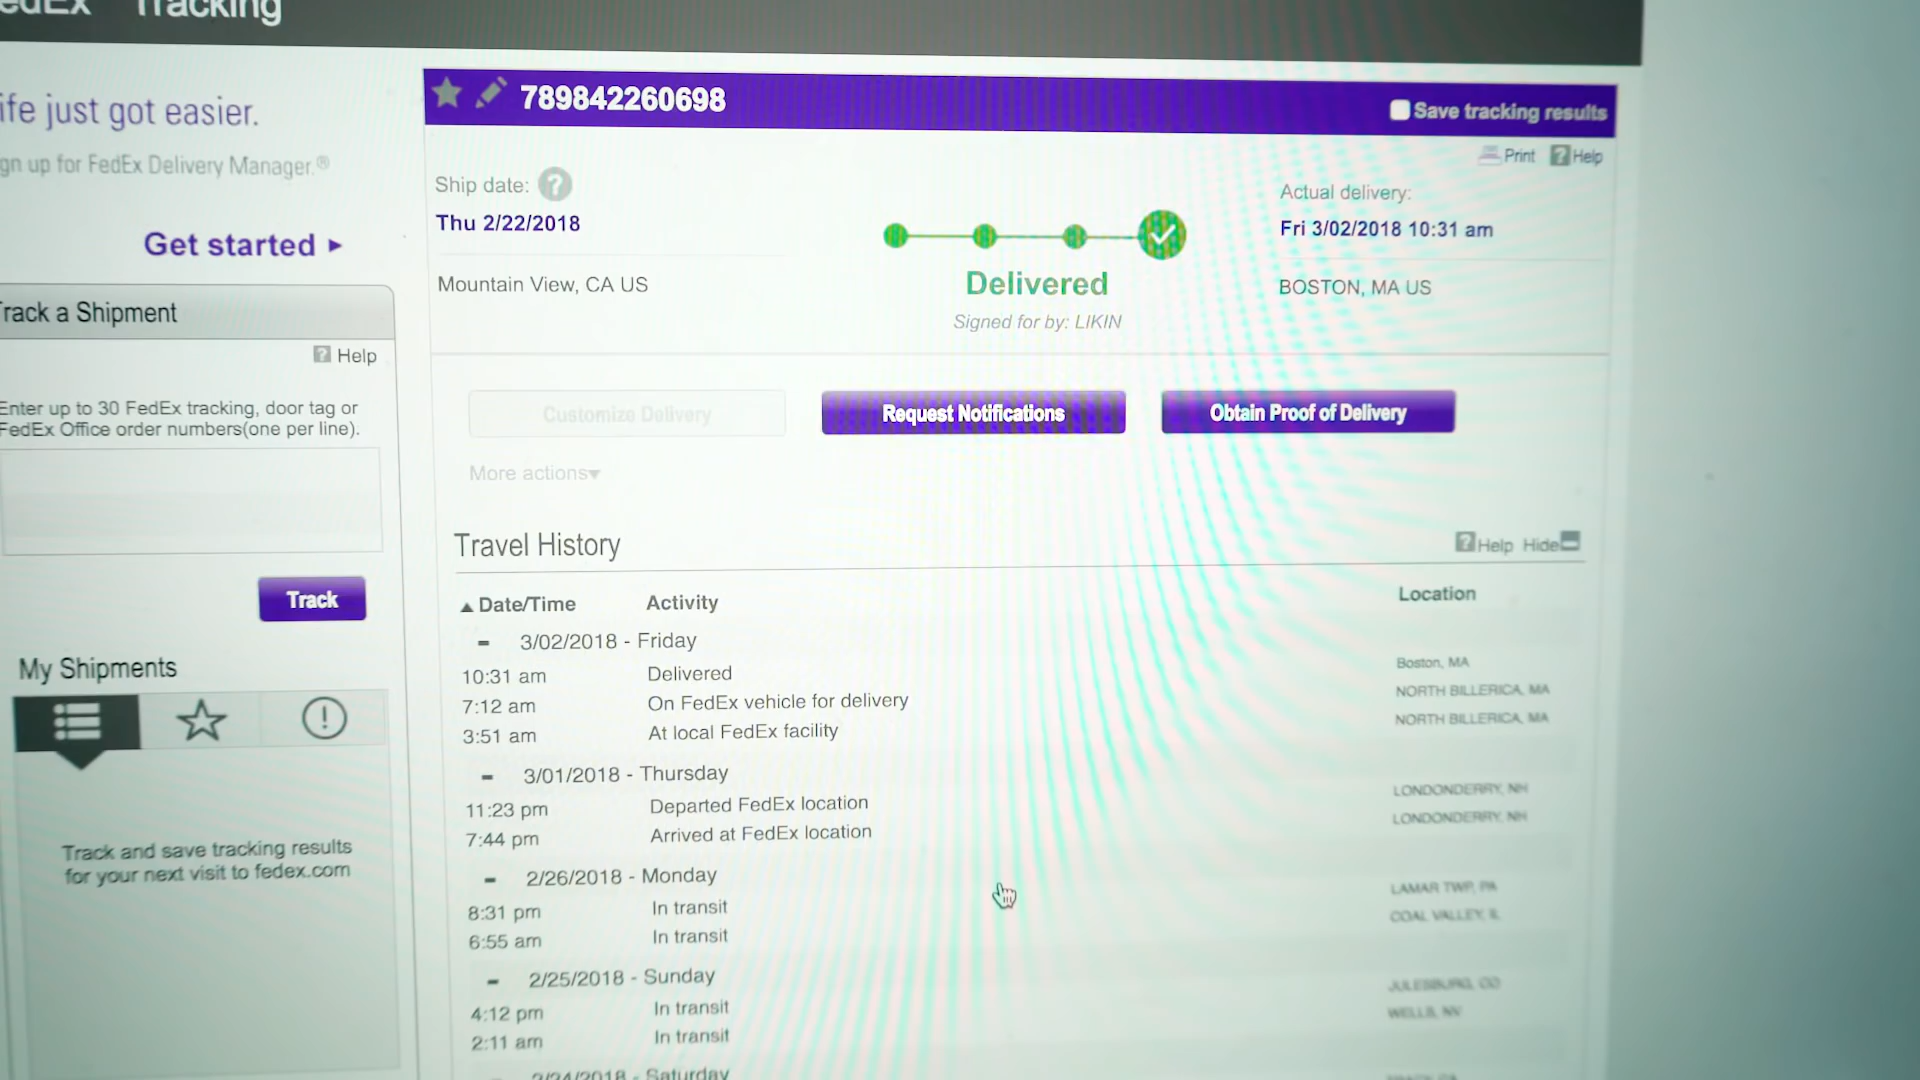 edEx Tracking
ife just got easier.
gn up for FedEx Delivery Manager.®
Get started ►
Track a Shipment
? Help
Enter up to 30 FedEx tracking, door tag or
FedEx Office order numbers(one per line).
Track
My Shipments
Track and save tracking results
for your next visit to fedex.com
789842260698
Save tracking results
Print ? Help
Ship date: ?
Thu 2/22/2018
Mountain View, CA US
Delivered
Signed for by: LIKIN
Actual delivery:
Fri 3/02/2018 10:31 am
BOSTON, MA US
Customize Delivery
Request Notifications
Obtain Proof of Delivery
More actions▾
Travel History
? Help Hide
▲ Date/Time Activity Location
- 3/02/2018 - Friday
10:31 am Delivered Boston, MA
7:12 am On FedEx vehicle for delivery NORTH BILLERICA, MA
3:51 am At local FedEx facility NORTH BILLERICA, MA
- 3/01/2018 - Thursday
11:23 pm Departed FedEx location LONDONDERRY, NH
7:44 pm Arrived at FedEx location LONDONDERRY, NH
- 2/26/2018 - Monday
8:31 pm In transit LAMAR TWP, PA
6:55 am In transit COAL VALLEY, IL
- 2/25/2018 - Sunday
4:12 pm In transit JULESBURG, CO
2:11 am In transit WELLS, NV
- 2/24/2018 - Saturday